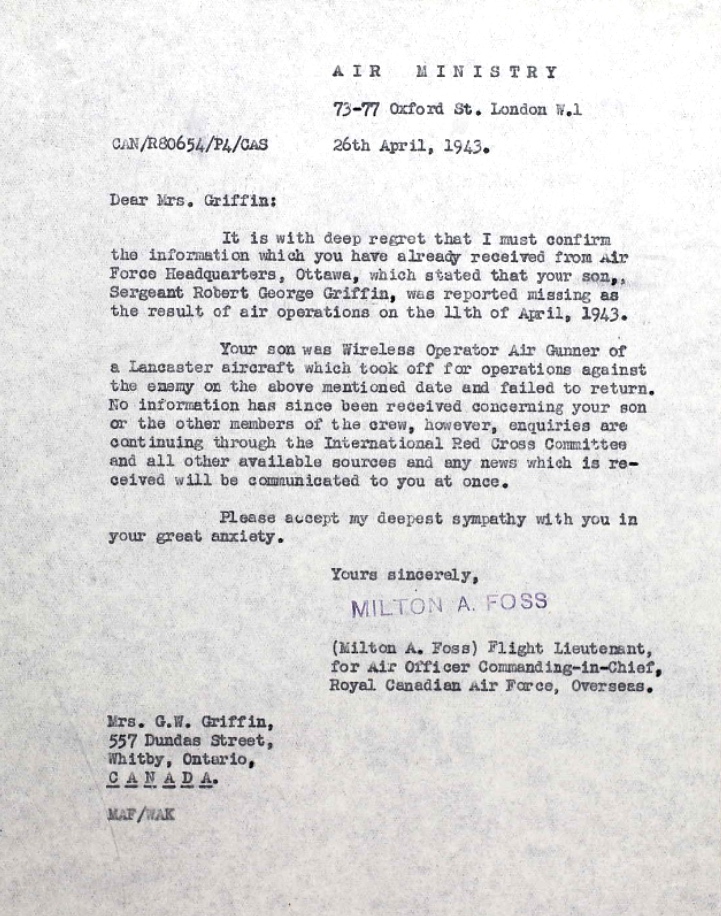 AIR MINISTRY
73-77 Oxford St. London W.1
CAN/R80654/P4/CAS
26th April, 1943.
Dear Mrs. Griffin:
It is with deep regret that I must confirm
the information which you have already received from Air
Force Headquarters, Ottawa, which stated that your son,,
Sergeant Robert George Griffin, was reported missing as
the result of air operations on the 11th of April, 1943.
Your son was Wireless Operator Air Gunner of
a Lancaster aircraft which took off for operations against
the enemy on the above mentioned date and failed to return.
No information has since been received concerning your son
or the other members of the crew, however, enquiries are
continuing through the International Red Cross Committee
and all other available sources and any news which is re-
ceived will be communicated to you at once.
Please accept my deepest sympathy with you in
your great anxiety.
Yours sincerely,
MILTON A. FOSS
(Milton A. Foss) Flight Lieutenant,
for Air Officer Commanding-in-Chief,
Royal Canadian Air Force, Overseas.
Mrs. G.W. Griffin,
557 Dundas Street,
Whitby, Ontario,
CANADA.
MAF/WAK